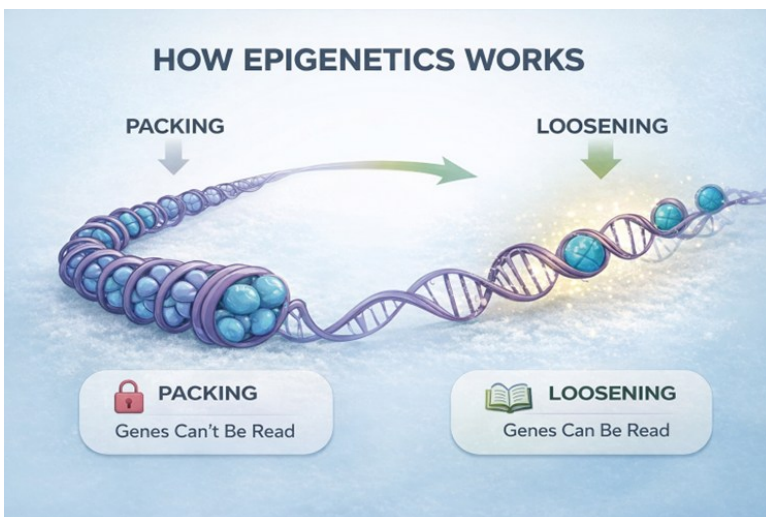 HOW EPIGENETICS WORKS
PACKING
LOOSENING
PACKING
Genes Can't Be Read
LOOSENING
Genes Can Be Read